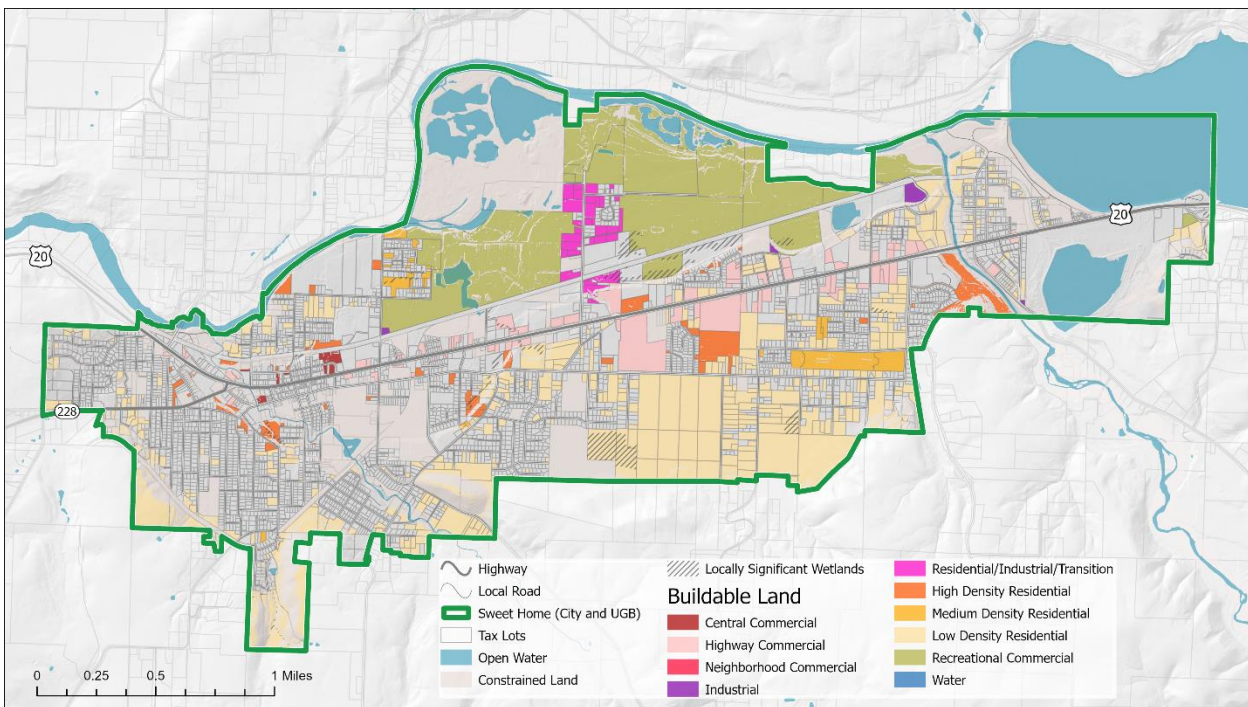 20
20
228
Highway
Local Road
Sweet Home (City and UGB)
Tax Lots
Open Water
Constrained Land
Locally Significant Wetlands
Buildable Land
Central Commercial
Highway Commercial
Neighborhood Commercial
Industrial
Residential/Industrial/Transition
High Density Residential
Medium Density Residential
Low Density Residential
Recreational Commercial
Water
0 0.25 0.5 1 Miles